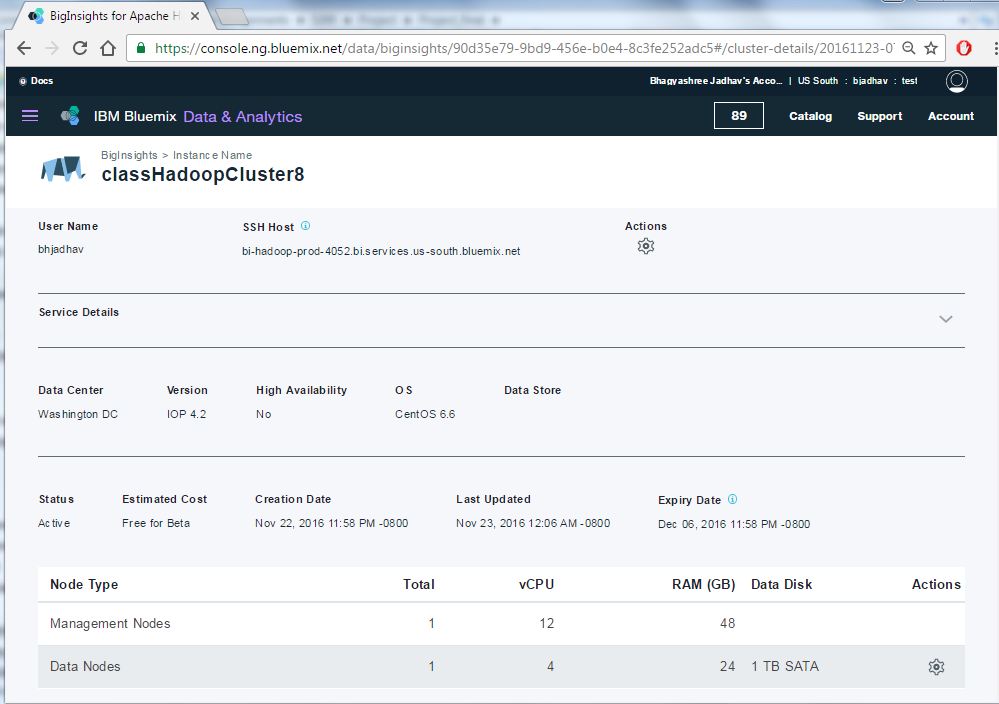 BigInsights for Apache H
https://console.ng.bluemix.net/data/biginsights/90d35e79-9bd9-456e-b0e4-8c3fe252adc5#/cluster-details/20161123-07
Docs
Bhagyashree Jadhav's Acco... | US South : bjadhav : test
IBM Bluemix Data & Analytics
89 Catalog Support Account
BigInsights > Instance Name
classHadoopCluster8
User Name SSH Host Actions
bhjadhav bi-hadoop-prod-4052.bi.services.us-south.bluemix.net
Service Details
Data Center Version High Availability OS Data Store
Washington DC IOP 4.2 No CentOS 6.6
Status Estimated Cost Creation Date Last Updated Expiry Date
Active Free for Beta Nov 22, 2016 11:58 PM -0800 Nov 23, 2016 12:06 AM -0800 Dec 06, 2016 11:58 PM -0800
Node Type Total vCPU RAM (GB) Data Disk Actions
Management Nodes 1 12 48
Data Nodes 1 4 24 1 TB SATA